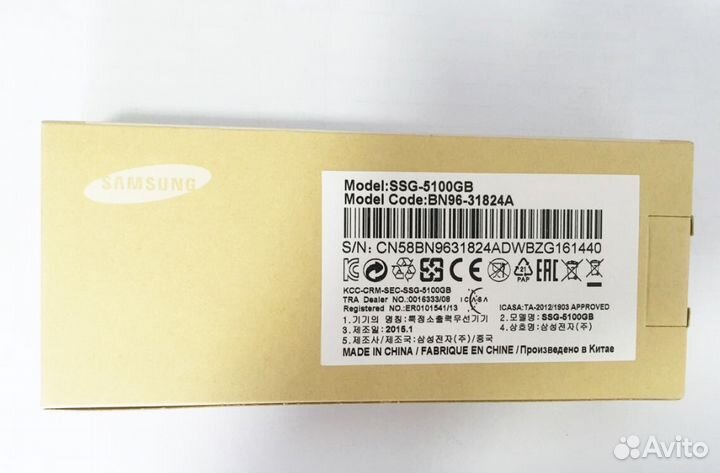 SAMSUNG
Model:SSG-5100GB
Model Code:BN96-31824A
S/N: CN58BN9631824ADWBZG161440
21
PAP
EAC
KCC-CRM-SEC-SSG-5100GB
TRA Dealer NO.:0016333/08
Registered NO.:ER0101541/13
ICASA
ICASA:TA-2012/1903 APPROVED
1.기기의 명칭:특정소출력무선기기
2.모델명: SSG-5100GB
3.제조일:2015.1
4.상호명:삼성전자(주)
5.제조사/제조국:삼성전자(주)/중국
MADE IN CHINA / FABRIQUE EN CHINE / Произведено в Китае
Avito